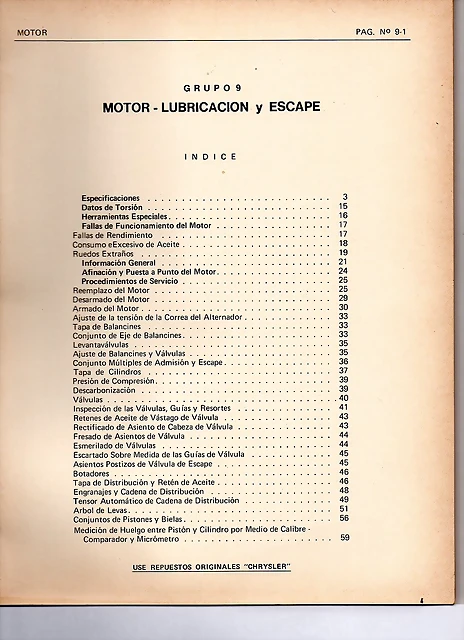 MOTOR
PAG. Nº 9-1
GRUPO 9
MOTOR - LUBRICACION y ESCAPE
INDICE
Especificaciones . . . . . . . . . . 3
Datos de Torsión . . . . . . . . . . 15
Herramientas Especiales . . . . . . . . . . 16
Fallas de Funcionamiento del Motor . . . . . . . . . . 17
Fallas de Rendimiento . . . . . . . . . . 17
Consumo eExcesivo de Aceite . . . . . . . . . . 18
Ruedos Extraños . . . . . . . . . . 19
Información General . . . . . . . . . . 21
Afinación y Puesta a Punto del Motor . . . . . . . . . . 24
Procedimientos de Servicio . . . . . . . . . . 25
Reemplazo del Motor . . . . . . . . . . 25
Desarmado del Motor . . . . . . . . . . 29
Armado del Motor . . . . . . . . . . 30
Ajuste de la tensión de la Correa del Alternador . . . . . . . . . . 33
Tapa de Balancines . . . . . . . . . . 33
Conjunto de Eje de Balancines . . . . . . . . . . 33
Levantaválvulas . . . . . . . . . . 35
Ajuste de Balancines y Válvulas . . . . . . . . . . 35
Conjunto Múltiples de Admisión y Escape . . . . . . . . . . 36
Tapa de Cilindros . . . . . . . . . . 37
Presión de Compresión . . . . . . . . . . 39
Descarbonización . . . . . . . . . . 39
Válvulas . . . . . . . . . . 40
Inspección de las Válvulas, Guías y Resortes . . . . . . . . . . 41
Retenes de Aceite de Vástago de Válvula . . . . . . . . . . 43
Rectificado de Asiento de Cabeza de Válvula . . . . . . . . . . 43
Fresado de Asientos de Válvula . . . . . . . . . . 44
Esmerilado de Válvulas . . . . . . . . . . 44
Escartado Sobre Medida de las Guías de Válvula . . . . . . . . . . 45
Asientos Postizos de Válvula de Escape . . . . . . . . . . 45
Botadores . . . . . . . . . . 46
Tapa de Distribución y Retén de Aceite . . . . . . . . . . 46
Engranajes y Cadena de Distribución . . . . . . . . . . 48
Tensor Automático de Cadena de Distribución . . . . . . . . . . 49
Arbol de Levas . . . . . . . . . . 51
Conjuntos de Pistones y Bielas . . . . . . . . . . 56
Medición de Huelgo entre Pistón y Cilindro por Medio de Calibre -
Comparador y Micrómetro . . . . . . . . . . 59
USE REPUESTOS ORIGINALES "CHRYSLER"